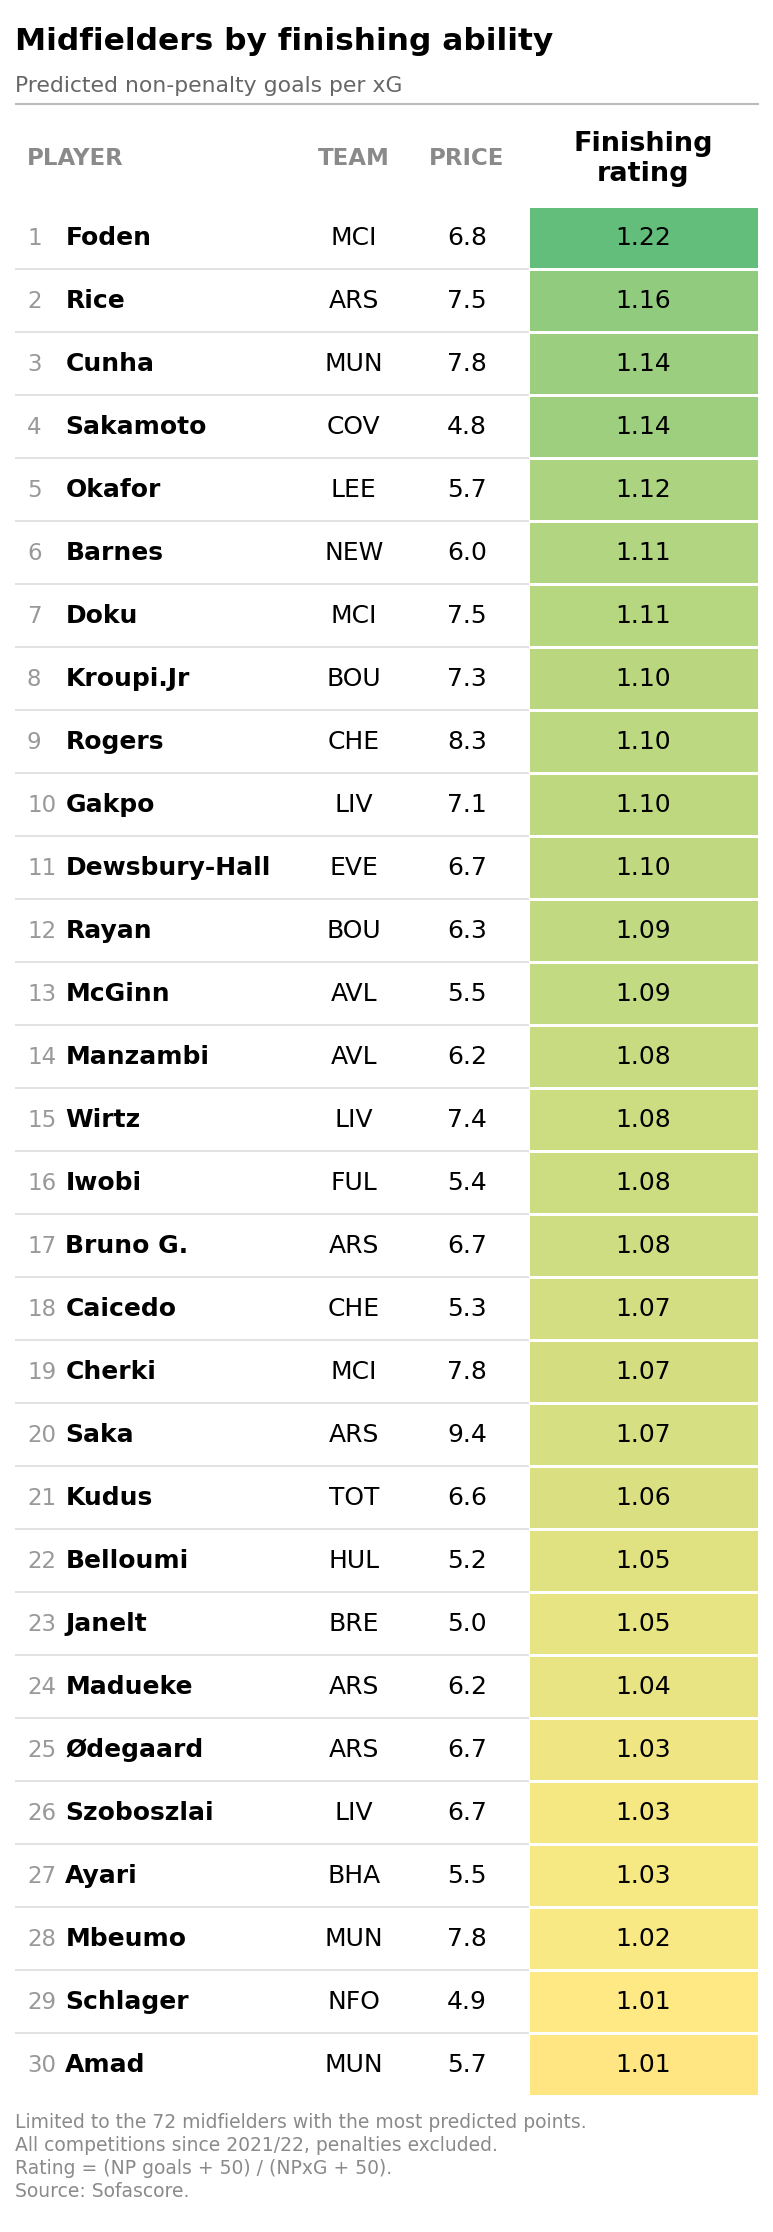 Midfielders by finishing ability
Predicted non-penalty goals per xG
PLAYER TEAM PRICE Finishing rating
1 Foden MCI 6.8 1.22
2 Rice ARS 7.5 1.16
3 Cunha MUN 7.8 1.14
4 Sakamoto COV 4.8 1.14
5 Okafor LEE 5.7 1.12
6 Barnes NEW 6.0 1.11
7 Doku MCI 7.5 1.11
8 Kroupi.Jr BOU 7.3 1.10
9 Rogers CHE 8.3 1.10
10 Gakpo LIV 7.1 1.10
11 Dewsbury-Hall EVE 6.7 1.10
12 Rayan BOU 6.3 1.09
13 McGinn AVL 5.5 1.09
14 Manzambi AVL 6.2 1.08
15 Wirtz LIV 7.4 1.08
16 Iwobi FUL 5.4 1.08
17 Bruno G. ARS 6.7 1.08
18 Caicedo CHE 5.3 1.07
19 Cherki MCI 7.8 1.07
20 Saka ARS 9.4 1.07
21 Kudus TOT 6.6 1.06
22 Belloumi HUL 5.2 1.05
23 Janelt BRE 5.0 1.05
24 Madueke ARS 6.2 1.04
25 Ødegaard ARS 6.7 1.03
26 Szoboszlai LIV 6.7 1.03
27 Ayari BHA 5.5 1.03
28 Mbeumo MUN 7.8 1.02
29 Schlager NFO 4.9 1.01
30 Amad MUN 5.7 1.01
Limited to the 72 midfielders with the most predicted points.
All competitions since 2021/22, penalties excluded.
Rating = (NP goals + 50) / (NPxG + 50).
Source: Sofascore.